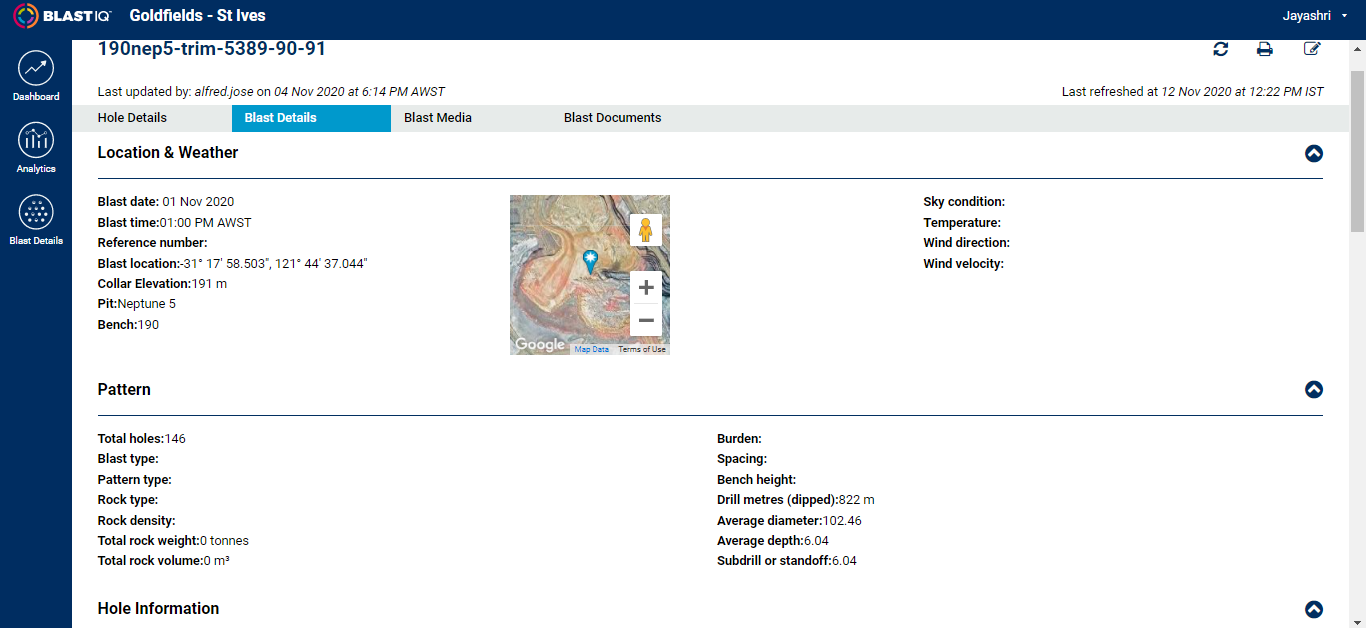 BLASTIQ™ Goldfields - St Ives Jayashri
190nep5-trim-5389-90-91
Last updated by: alfred.jose on 04 Nov 2020 at 6:14 PM AWST Last refreshed at 12 Nov 2020 at 12:22 PM IST
Dashboard
Analytics
Blast Details
Hole Details Blast Details Blast Media Blast Documents
Location & Weather
Blast date: 01 Nov 2020
Blast time:01:00 PM AWST
Reference number:
Blast location:-31° 17' 58.503", 121° 44' 37.044"
Collar Elevation:191 m
Pit:Neptune 5
Bench:190
Google Map Data Terms of Use
Sky condition:
Temperature:
Wind direction:
Wind velocity:
Pattern
Total holes:146
Blast type:
Pattern type:
Rock type:
Rock density:
Total rock weight:0 tonnes
Total rock volume:0 m³
Burden:
Spacing:
Bench height:
Drill metres (dipped):822 m
Average diameter:102.46
Average depth:6.04
Subdrill or standoff:6.04
Hole Information